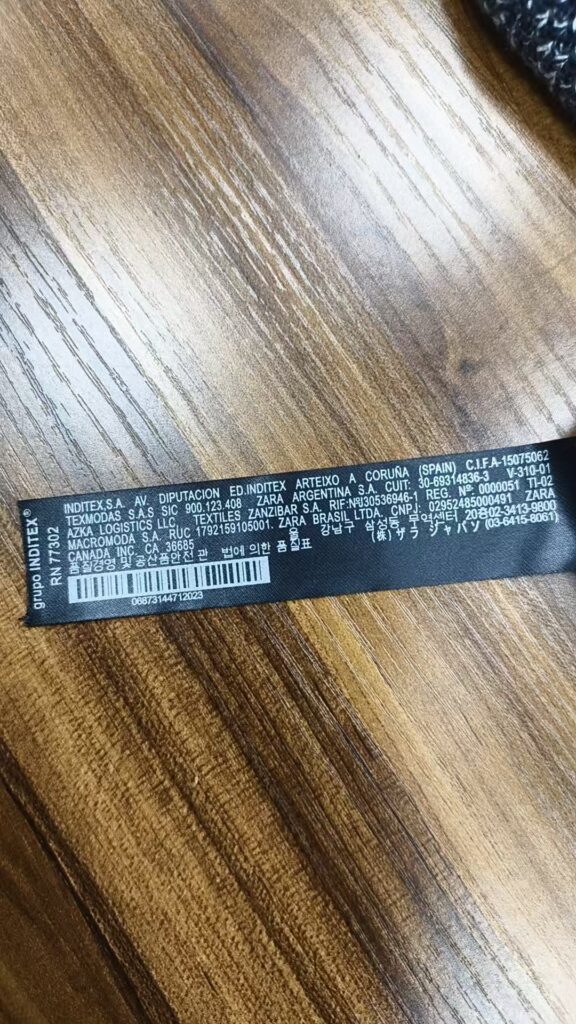 grupo INDITEX®
RN 77302
INDITEX,S.A. AV. DIPUTACION ED.INDITEX ARTEIXO A CORUÑA (SPAIN) C.I.F.A-15075062
TEXMODAS S.A.S SIC 900.123.408 ZARA ARGENTINA S.A. CUIT: 30-69314836-3 V-310-01
AZKA LOGISTICS LLC TEXTILES ZANZIBAR S.A. RIF:NºJ30536946-1 REG. Nº: 0000051 TI-02
MACROMODA S.A. RUC 1792159105001. ZARA BRASIL LTDA. CNPJ: 02952485000491 ZARA
CANADA INC. CA 36685 울 강남구 삼성동, 무역센터 20층02-3413-9800
품질경영 및 공산품안전 관 법에 의한 품질표 (株) ザラ ジャパン (03-6415-8061)
06873144712023